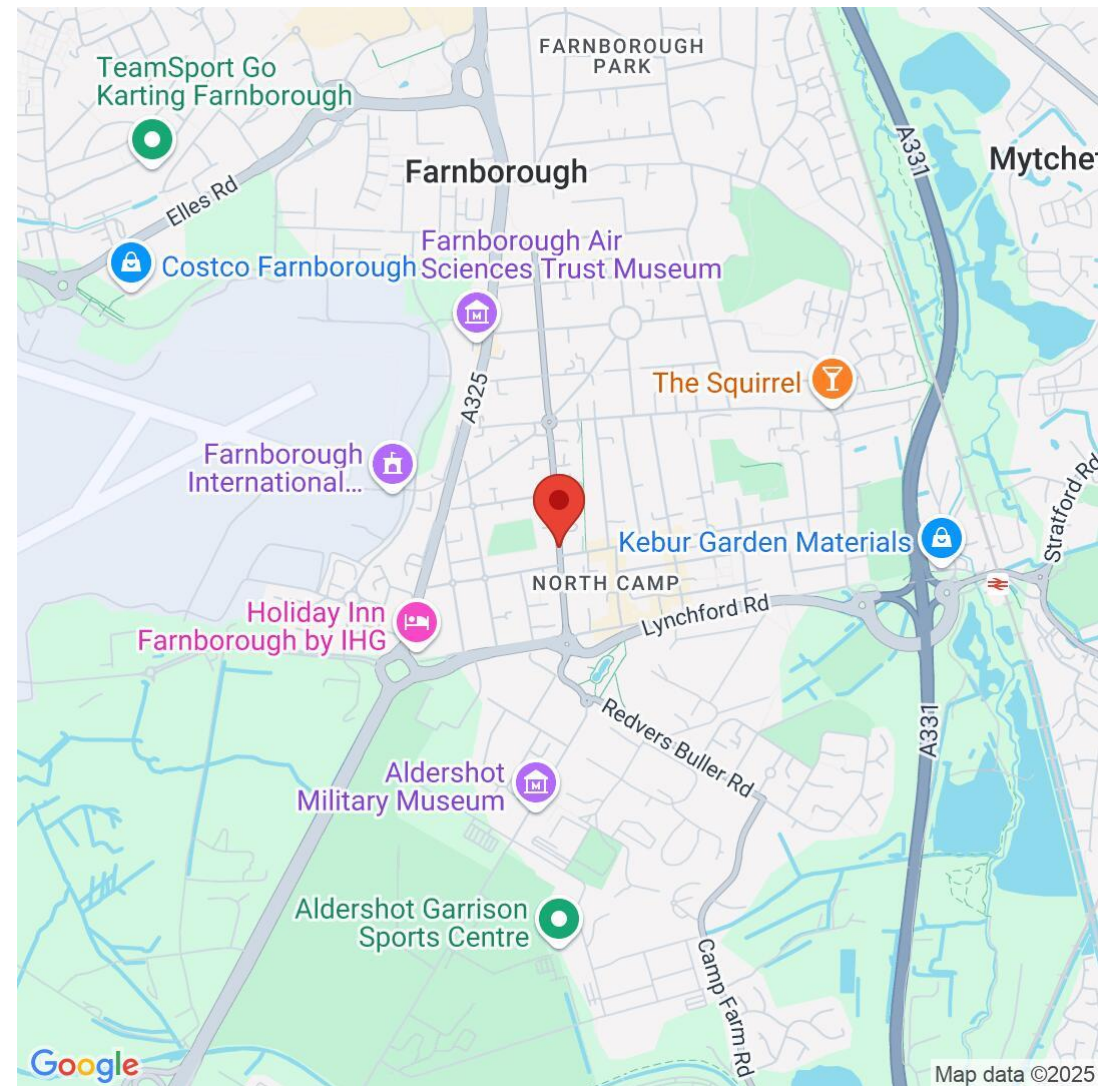 FARNBOROUGH
PARK
TeamSport Go
Karting Farnborough
A331
Mytchet
Farnborough
Elles Rd
Farnborough Air
Sciences Trust Museum
Costco Farnborough
The Squirrel
A325
Farnborough
International...
Stratford Rd
Kebur Garden Materials
NORTH CAMP
Holiday Inn
Farnborough by IHG
Lynchford Rd
Redvers Buller Rd
A331
Aldershot
Military Museum
Aldershot Garrison
Sports Centre
Camp Farm Rd
Google
Map data ©2025